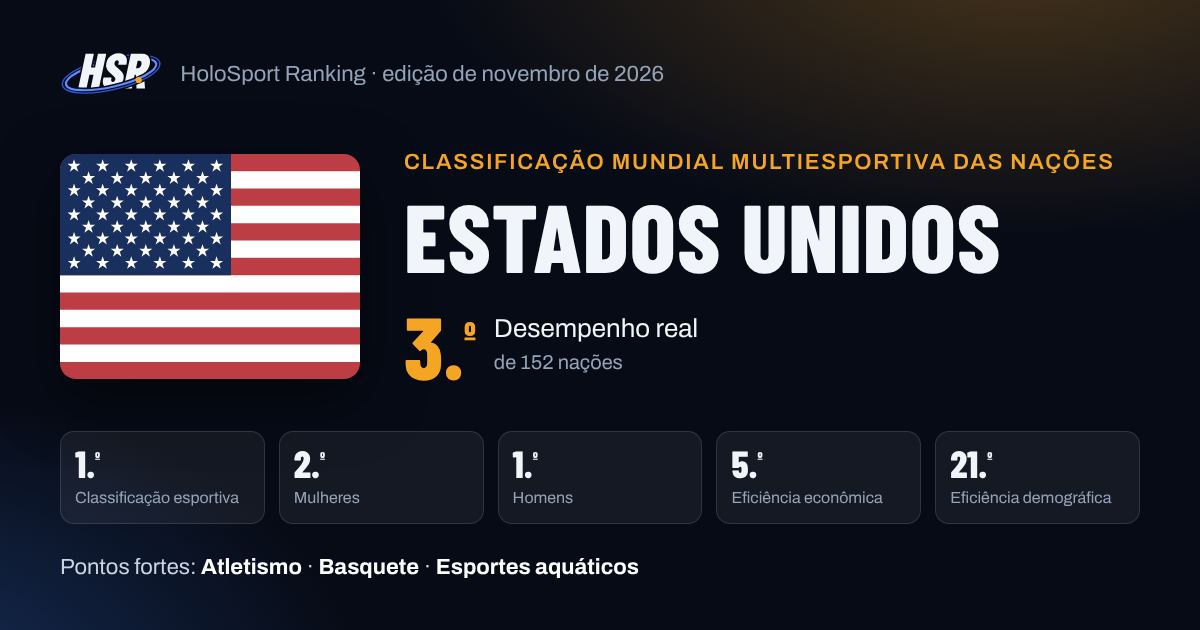 HSR
HoloSport Ranking · edição de novembro de 2026
CLASSIFICAÇÃO MUNDIAL MULTIESPORTIVA DAS NAÇÕES
ESTADOS UNIDOS
3.º
Desempenho real
de 152 nações
1.º
Classificação esportiva
2.º
Mulheres
1.º
Homens
5.º
Eficiência econômica
21.º
Eficiência demográfica
Pontos fortes: Atletismo · Basquete · Esportes aquáticos